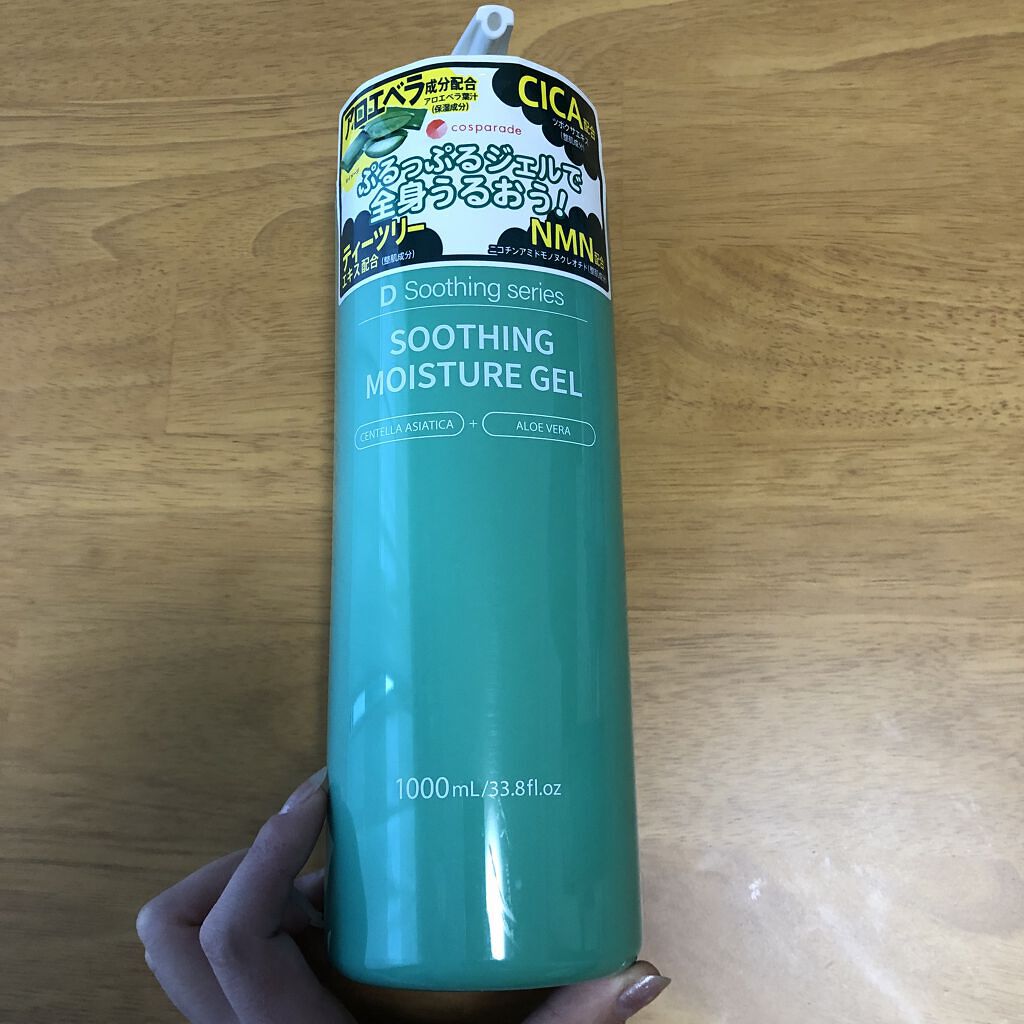 アロエベラ成分配合
アロエベラ葉汁
(保湿成分)
CICA配合
ツボクサエキス
(整肌成分)
cosparade
ぷるっぷるジェルで
全身うるおう!
ティーツリー
エキス配合(整肌成分)
NMN配合
ニコチンアミドモノヌクレオチド(整肌成分)
D Soothing series
SOOTHING
MOISTURE GEL
CENTELLA ASIATICA + ALOE VERA
1000mL/33.8fl.oz